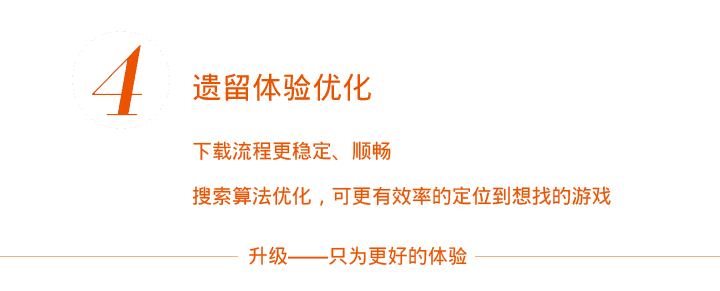 4
遗留体验优化
下载流程更稳定、顺畅
搜索算法优化，可更有效率的定位到想找的游戏
升级——只为更好的体验